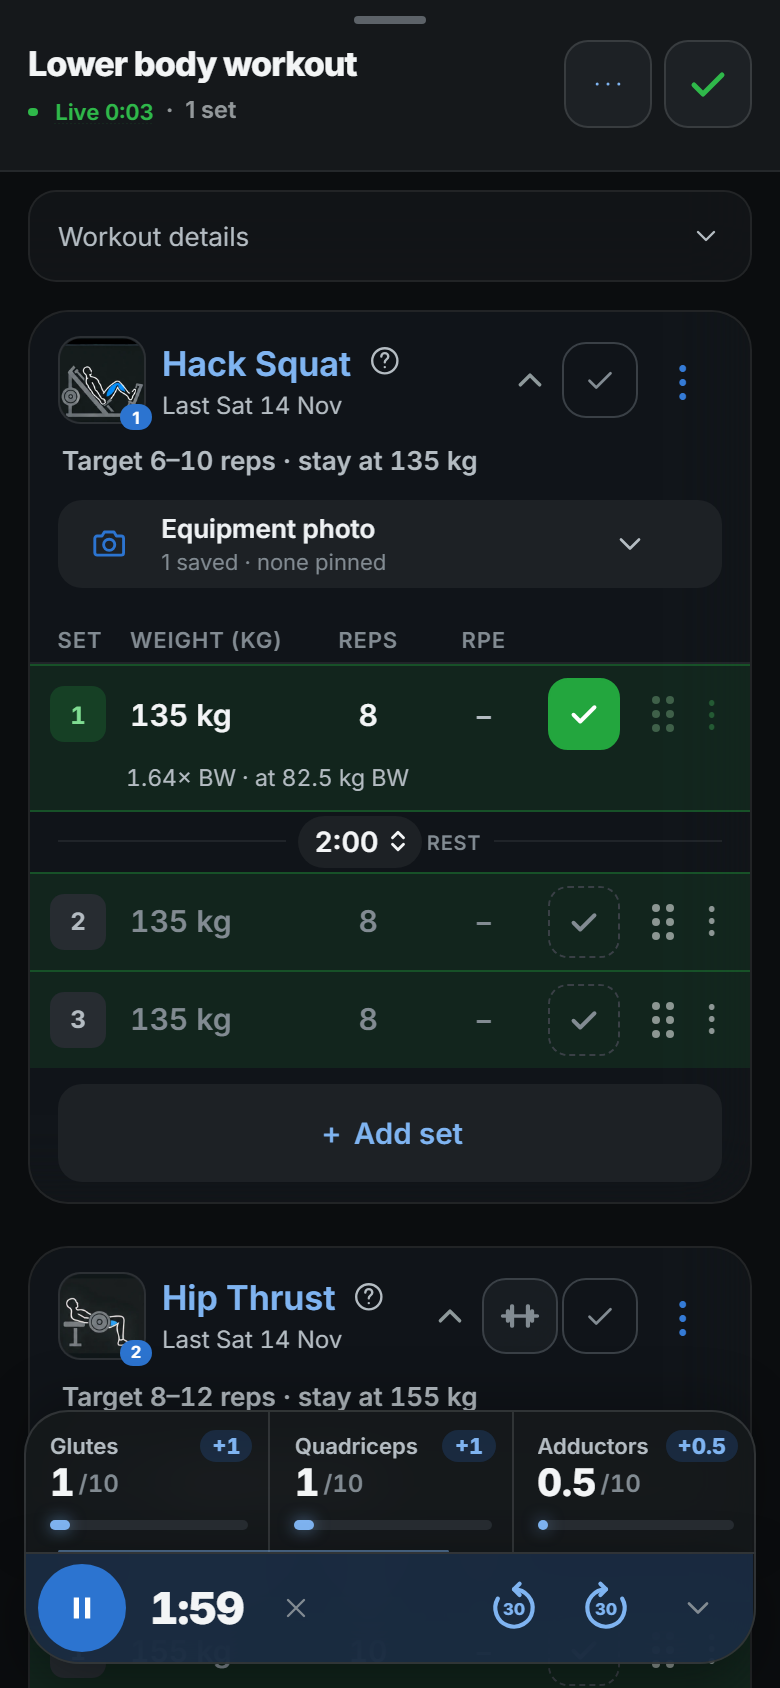 Lower body workout
Live 0:03 · 1 set
Workout details
Hack Squat
1
Last Sat 14 Nov
Target 6–10 reps · stay at 135 kg
Equipment photo
1 saved · none pinned
SET WEIGHT (KG) REPS RPE
1 135 kg 8 –
1.64× BW · at 82.5 kg BW
2:00 REST
2 135 kg 8 –
3 135 kg 8 –
+ Add set
Hip Thrust
2
Last Sat 14 Nov
Target 8–12 reps · stay at 155 kg
Glutes +1 Quadriceps +1 Adductors +0.5
1 /10 1 /10 0.5 /10
1:59 30 30
1 155 kg 10 –